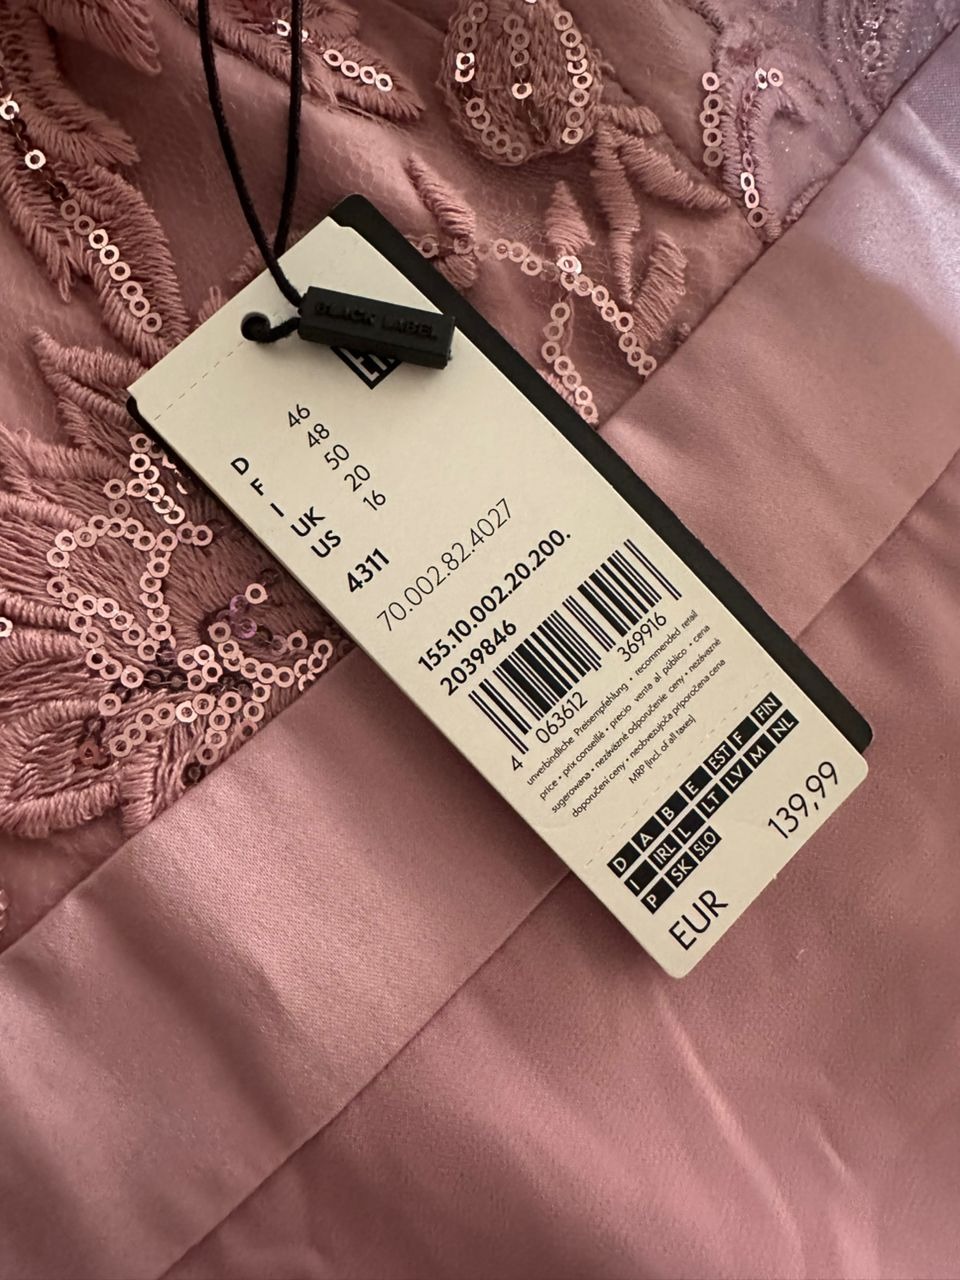 BLACK LABEL
D 46
F 48
I 50
UK 20
US 16
4311
70.002.82.4027
155.10.002.20.200.
2039846
4 063612 369916
unverbindliche Preisempfehlung • recommended retail
price • prix conseillé • precio venta al público • cena
sugerowana • nezáväzné odporučenie ceny • nezávazné
doporučení ceny • neobvezujoča priporočena cena
MRP (incl. of all taxes)
D A B E EST F FIN
I IRL L LT LV M NL
P SK SLO
EUR 139,99